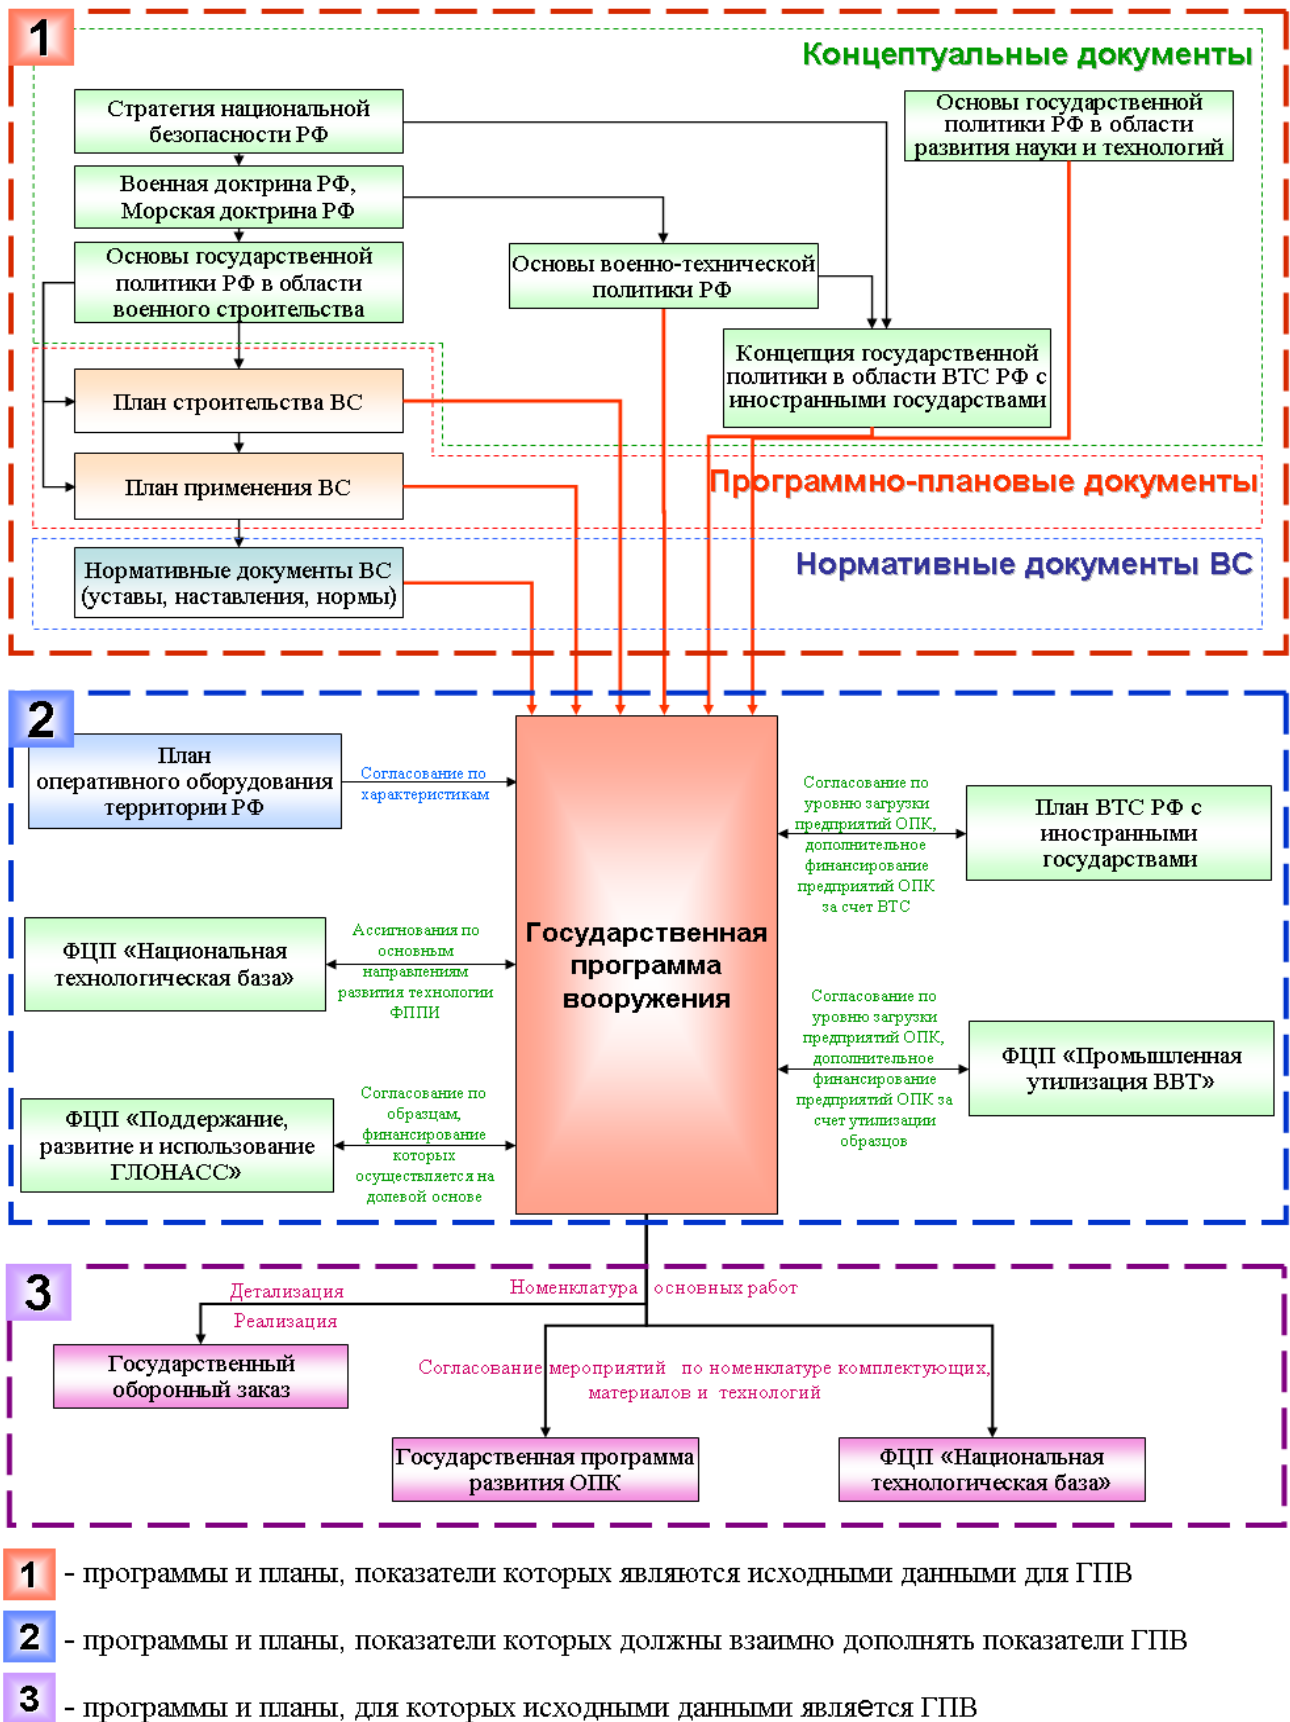 1
Концептуальные документы
Стратегия национальной
безопасности РФ
Основы государственной
политики РФ в области
развития науки и технологий
Военная доктрина РФ,
Морская доктрина РФ
Основы государственной
политики РФ в области
военного строительства
Основы военно-технической
политики РФ
Концепция государственной
политики в области ВТС РФ с
иностранными государствами
План строительства ВС
План применения ВС
Программно-плановые документы
Нормативные документы ВС
(уставы, наставления, нормы)
Нормативные документы ВС
2
План
оперативного оборудования
территории РФ
Согласование по
характеристикам
Согласование по
уровню загрузки
предприятий ОПК,
дополнительное
финансирование
предприятий ОПК
за счет ВТС
План ВТС РФ с
иностранными
государствами
ФЦП «Национальная
технологическая база»
Ассигнования по
основным
направлениям
развития технологии
ФППИ
Государственная
программа
вооружения
Согласование по
уровню загрузки
предприятий ОПК,
дополнительное
финансирование
предприятий ОПК за
счет утилизации
образцов
ФЦП «Промышленная
утилизация ВВТ»
ФЦП «Поддержание,
развитие и использование
ГЛОНАСС»
Согласование по
образцам,
финансирование
которых
осуществляется на
долевой основе
3
Детализация
Реализация
Номенклатура основных работ
Государственный
оборонный заказ
Согласование мероприятий по номенклатуре комплектующих,
материалов и технологий
Государственная программа
развития ОПК
ФЦП «Национальная
технологическая база»
1 - программы и планы, показатели которых являются исходными данными для ГПВ
2 - программы и планы, показатели которых должны взаимно дополнять показатели ГПВ
3 - программы и планы, для которых исходными данными является ГПВ